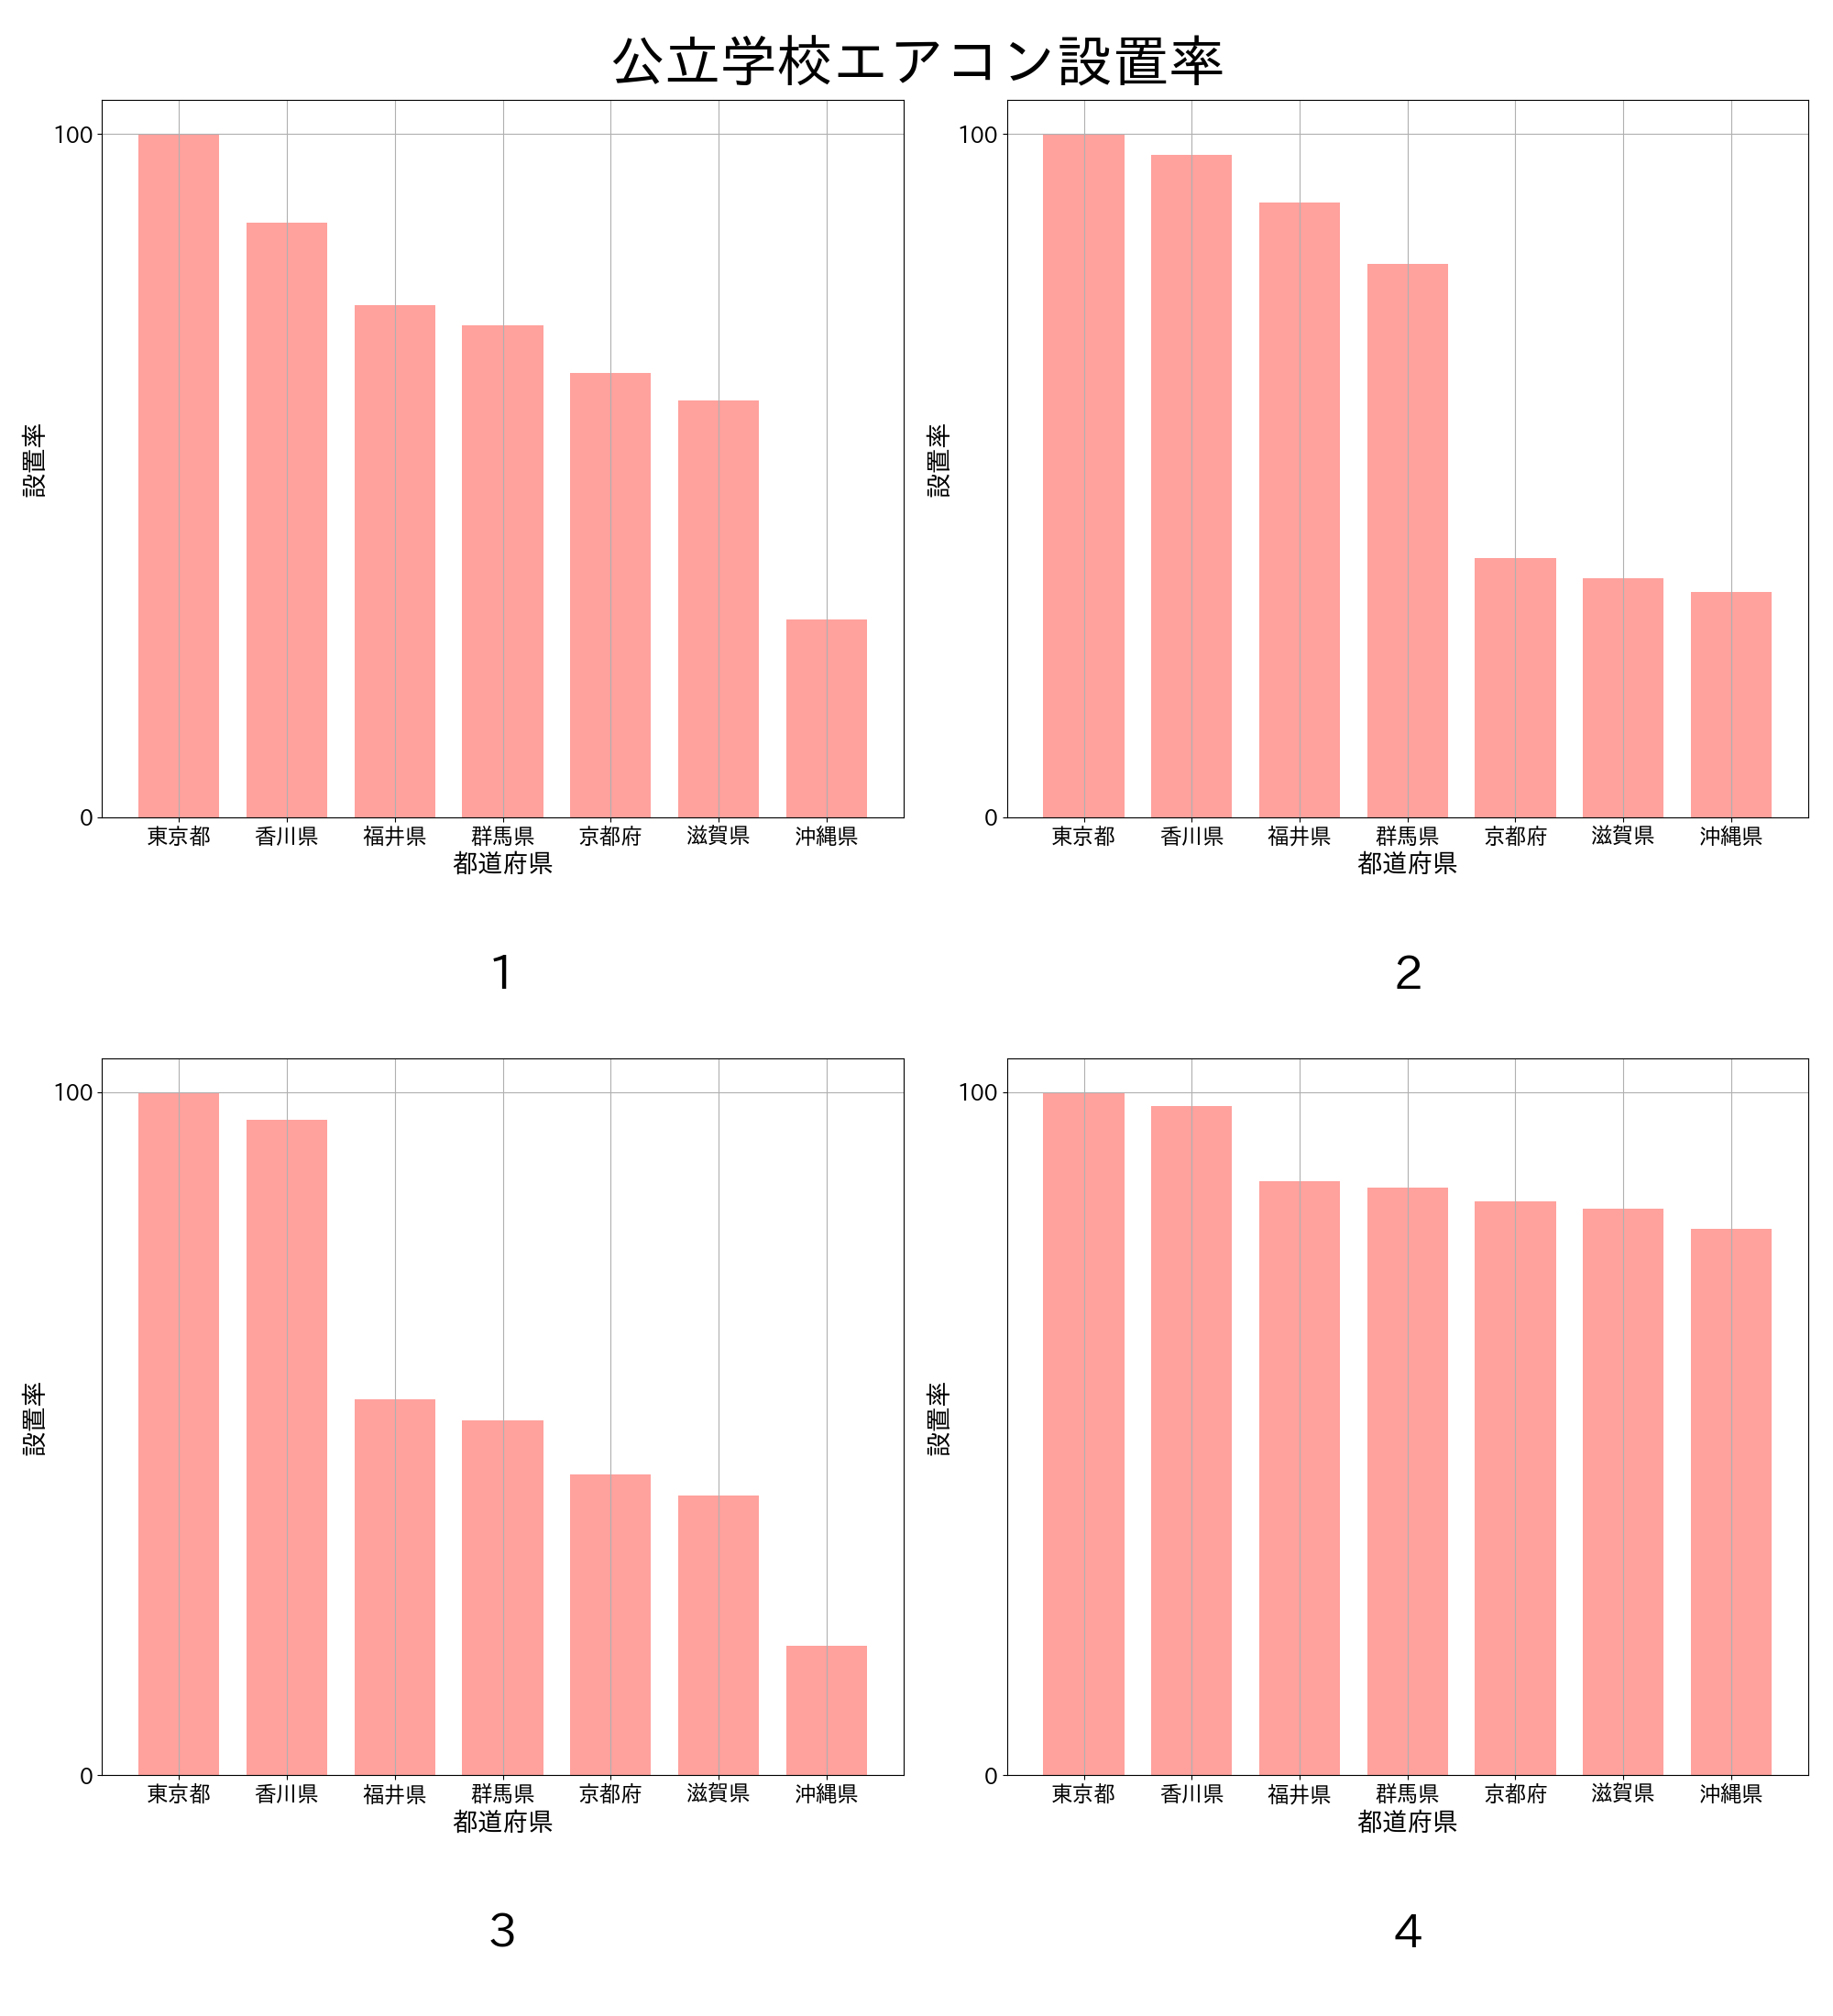 公立学校エアコン設置率
100
0
設置率
東京都 香川県 福井県 群馬県 京都府 滋賀県 沖縄県
都道府県
1
100
0
設置率
東京都 香川県 福井県 群馬県 京都府 滋賀県 沖縄県
都道府県
2
100
0
設置率
東京都 香川県 福井県 群馬県 京都府 滋賀県 沖縄県
都道府県
3
100
0
設置率
東京都 香川県 福井県 群馬県 京都府 滋賀県 沖縄県
都道府県
4